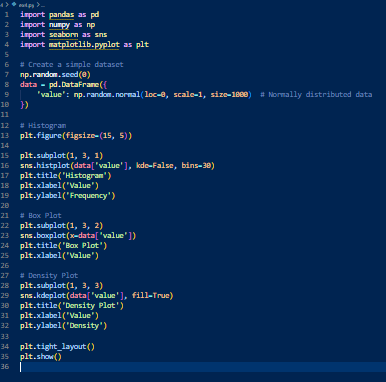 eval.py > ...
1 import pandas as pd
2 import numpy as np
3 import seaborn as sns
4 import matplotlib.pyplot as plt
5
6 # Create a simple dataset
7 np.random.seed(0)
8 data = pd.DataFrame({
9 'value': np.random.normal(loc=0, scale=1, size=1000) # Normally distributed data
10 })
11
12 # Histogram
13 plt.figure(figsize=(15, 5))
14
15 plt.subplot(1, 3, 1)
16 sns.histplot(data['value'], kde=False, bins=30)
17 plt.title('Histogram')
18 plt.xlabel('Value')
19 plt.ylabel('Frequency')
20
21 # Box Plot
22 plt.subplot(1, 3, 2)
23 sns.boxplot(x=data['value'])
24 plt.title('Box Plot')
25 plt.xlabel('Value')
26
27 # Density Plot
28 plt.subplot(1, 3, 3)
29 sns.kdeplot(data['value'], fill=True)
30 plt.title('Density Plot')
31 plt.xlabel('Value')
32 plt.ylabel('Density')
33
34 plt.tight_layout()
35 plt.show()
36